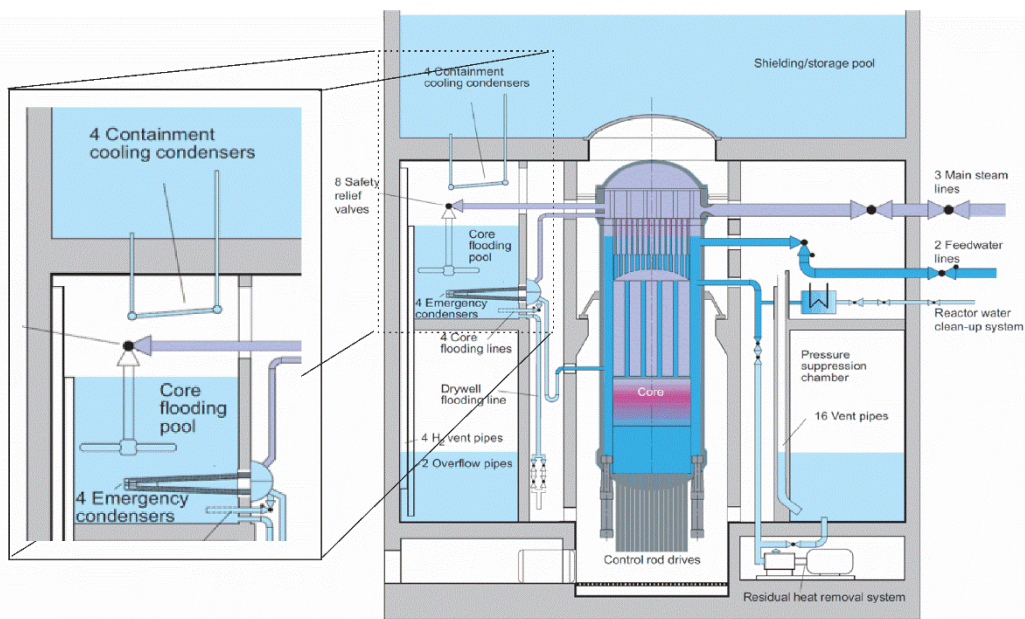 4 Containment
cooling condensers
Core
flooding
pool
4 Emergency
condensers
Shielding/storage pool
4 Containment
cooling condensers
8 Safety
relief
valves
3 Main steam
lines
Core
flooding
pool
2 Feedwater
lines
4 Emergency
condensers
Reactor water
clean-up system
4 Core
flooding lines
Pressure
suppression
chamber
Drywell
flooding line
Core
16 Vent pipes
4 H2 vent pipes
2 Overflow pipes
Control rod drives
Residual heat removal system